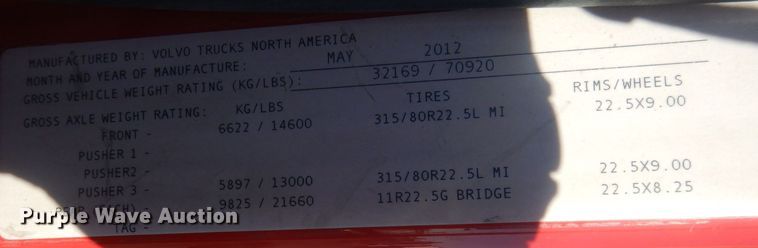 MANUFACTURED BY: VOLVO TRUCKS NORTH AMERICA
MONTH AND YEAR OF MANUFACTURE: MAY 2012
GROSS VEHICLE WEIGHT RATING (KG/LBS): 32169 / 70920
GROSS AXLE WEIGHT RATING: KG/LBS TIRES RIMS/WHEELS
FRONT - 6622 / 14600 315/80R22.5L MI 22.5X9.00
PUSHER 1 -
PUSHER2 -
PUSHER 3 - 5897 / 13000 315/80R22.5L MI 22.5X9.00
9825 / 21660 11R22.5G BRIDGE 22.5X8.25
TAG -
Purple Wave Auction